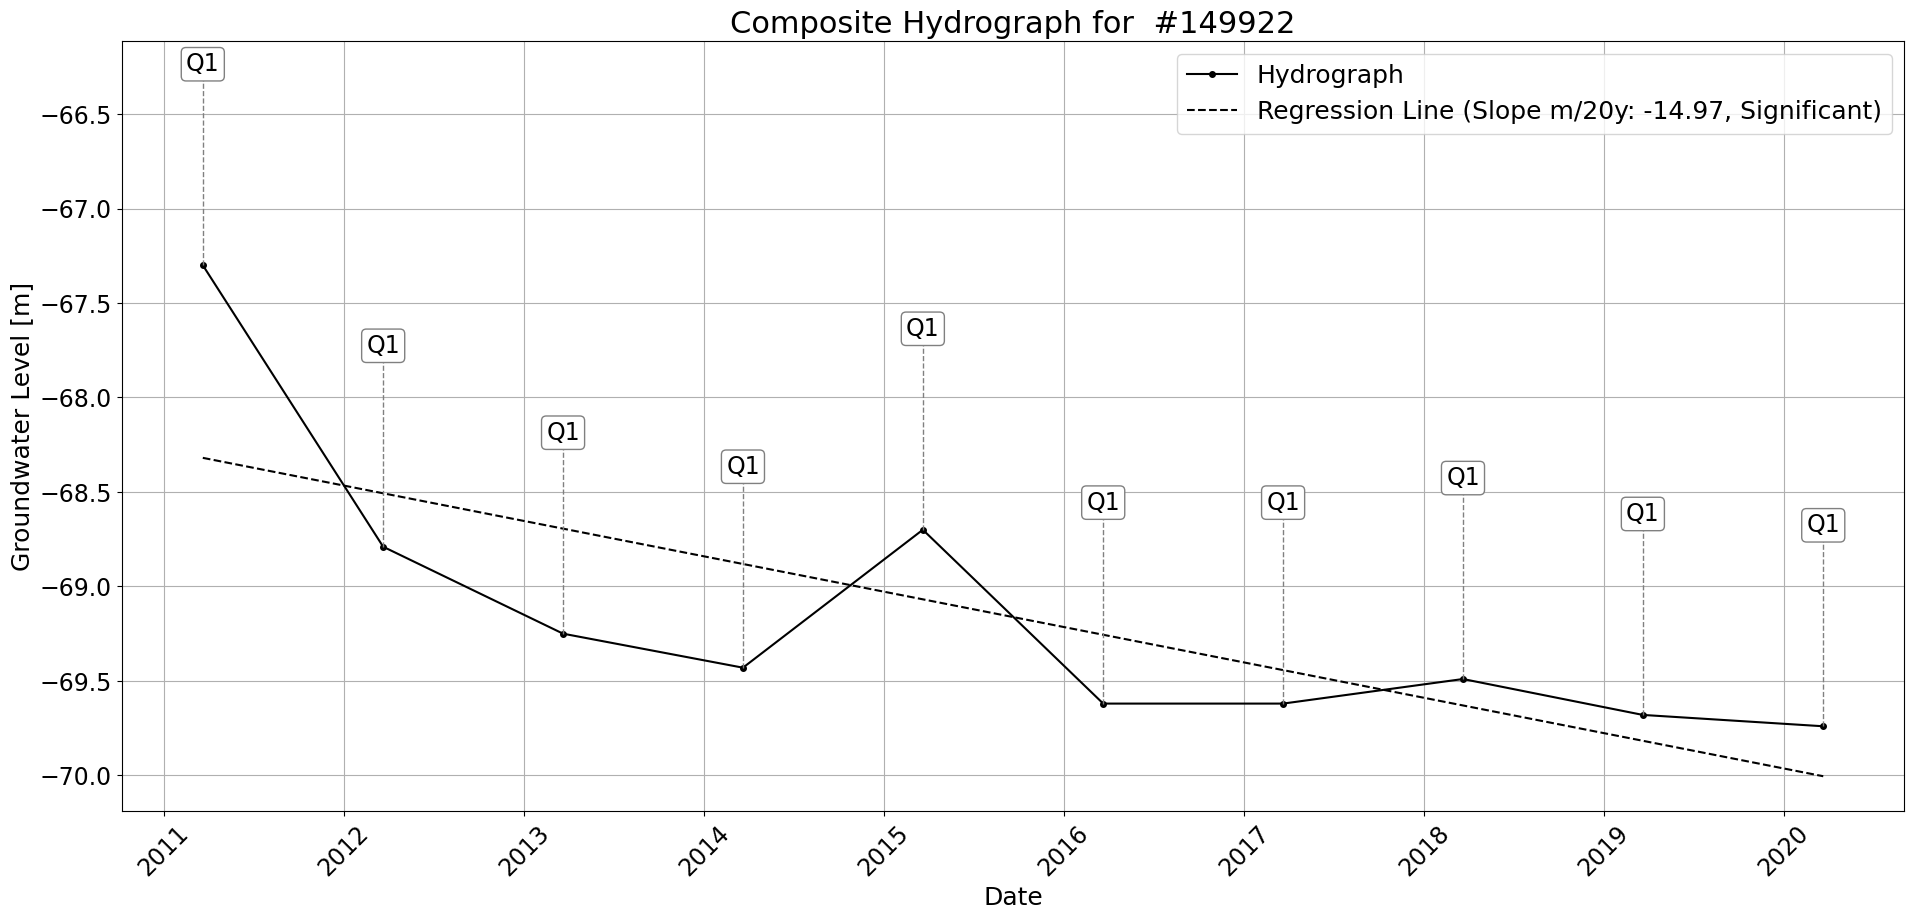 Composite Hydrograph for  #149922
Hydrograph
Regression Line (Slope m/20y: -14.97, Significant)
Q1
Q1
Q1
Q1
Q1
Q1
Q1
Q1
Q1
Q1
Groundwater Level [m]
−66.5
−67.0
−67.5
−68.0
−68.5
−69.0
−69.5
−70.0
2011
2012
2013
2014
2015
2016
2017
2018
2019
2020
Date